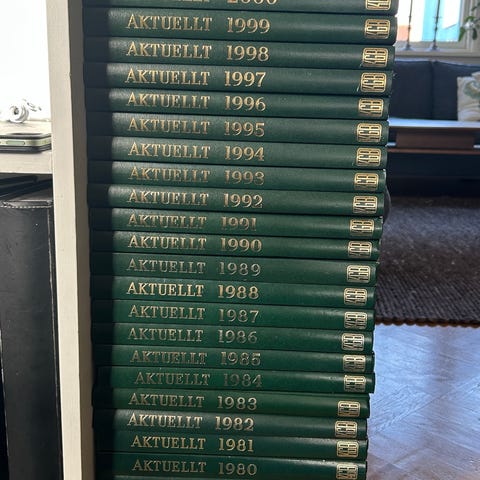 AKTUELLT 2000
AKTUELLT 1999
AKTUELLT 1998
AKTUELLT 1997
AKTUELLT 1996
AKTUELLT 1995
AKTUELLT 1994
AKTUELLT 1993
AKTUELLT 1992
AKTUELLT 1991
AKTUELLT 1990
AKTUELLT 1989
AKTUELLT 1988
AKTUELLT 1987
AKTUELLT 1986
AKTUELLT 1985
AKTUELLT 1984
AKTUELLT 1983
AKTUELLT 1982
AKTUELLT 1981
AKTUELLT 1980